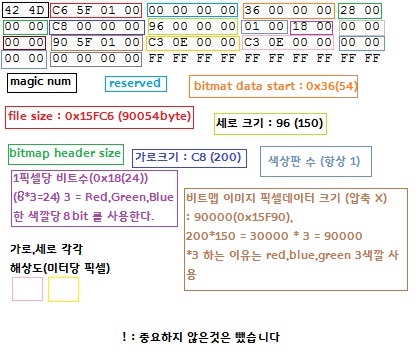 42 4D C6 5F 01 00 00 00 00 00 36 00 00 00 28 00
00 00 C8 00 00 00 96 00 00 00 01 00 18 00 00 00
00 00 90 5F 01 00 C3 0E 00 00 C3 0E 00 00 00 00
00 00 00 00 00 00 FF FF FF FF FF FF FF FF FF FF
magic num
reserved
bitmat data start : 0x36(54)
file size : 0x15FC6 (90054byte)
세로 크기 : 96 (150)
bitmap header size
가로크기 : C8 (200)
색상판 수 (항상 1)
1픽셀당 비트수(0x18(24))
(8*3=24) 3 = Red,Green,Blue
한 색깔당 8 bit 를 사용한다.
비트맵 이미지 픽셀데이터 크기 (압축 X)
: 90000(0x15F90),
200*150 = 30000 * 3 = 90000
*3 하는 이유는 red,blue,green 3색깔 사
용
가로,세로 각각
해상도(미터당 픽셀)
! : 중요하지 않은것은 뺐습니다